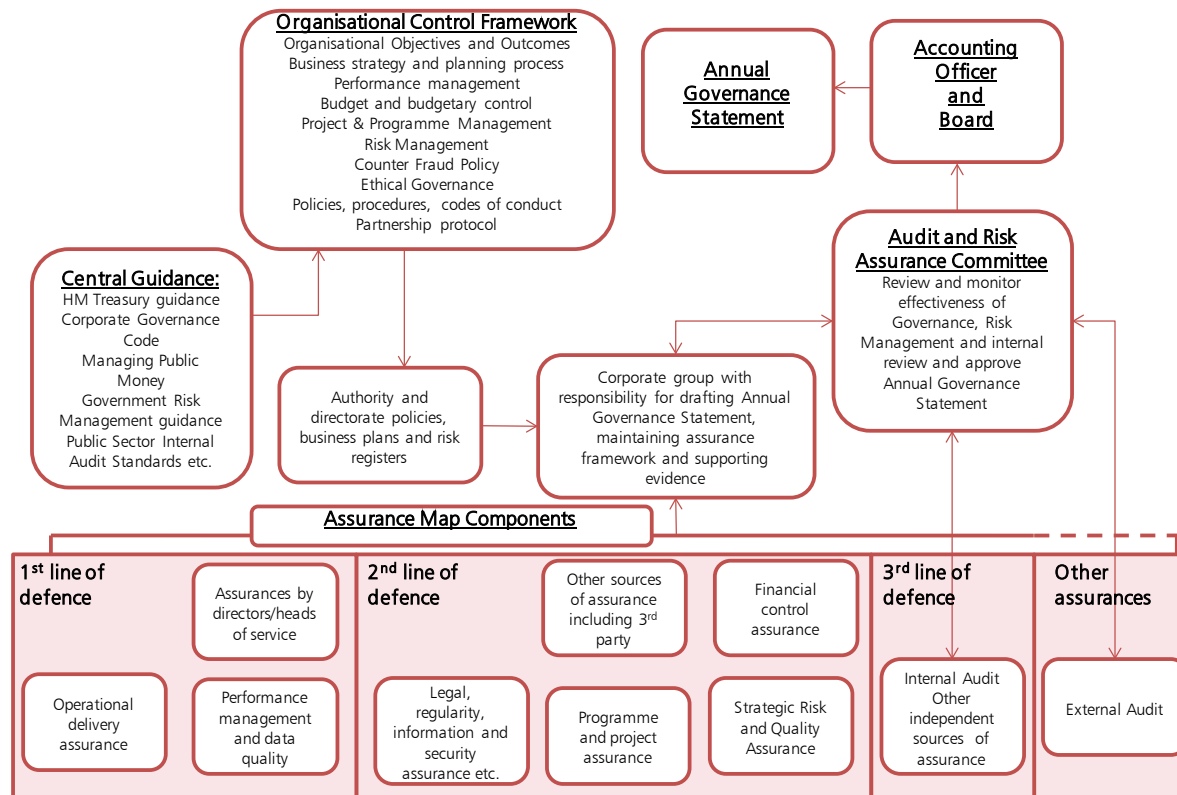 Organisational Control Framework
Organisational Objectives and Outcomes
Business strategy and planning process
Performance management
Budget and budgetary control
Project & Programme Management
Risk Management
Counter Fraud Policy
Ethical Governance
Policies, procedures, codes of conduct
Partnership protocol
Annual
Governance
Statement
Accounting
Officer
and
Board
Central Guidance:
HM Treasury guidance
Corporate Governance
Code
Managing Public
Money
Government Risk
Management guidance
Public Sector Internal
Audit Standards etc.
Authority and
directorate policies,
business plans and risk
registers
Corporate group with
responsibility for drafting Annual
Governance Statement,
maintaining assurance
framework and supporting
evidence
Audit and Risk
Assurance Committee
Review and monitor
effectiveness of
Governance, Risk
Management and internal
review and approve
Annual Governance
Statement
Assurance Map Components
1st line of
defence
Assurances by
directors/heads
of service
Operational
delivery
assurance
Performance
management
and data
quality
2nd line of
defence
Other sources
of assurance
including 3rd
party
Financial
control
assurance
Legal,
regularity,
information and
security
assurance etc.
Programme
and project
assurance
Strategic Risk
and Quality
Assurance
3rd line of
defence
Internal Audit
Other
independent
sources of
assurance
Other
assurances
External Audit